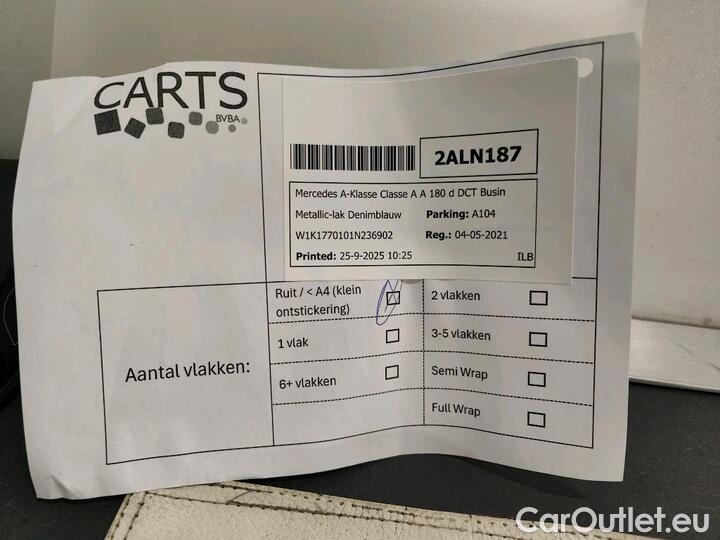 CARTS
BVBA
2ALN187
Mercedes A-Klasse Classe A A 180 d DCT Busin
Metallic-lak Denimblauw Parking: A104
W1K1770101N236902 Reg.: 04-05-2021
Printed: 25-9-2025 10:25 ILB
Aantal vlakken:
Ruit / < A4 (klein
ontstickering)
2 vlakken
1 vlak
3-5 vlakken
6+ vlakken
Semi Wrap
Full Wrap
CarOutlet.eu